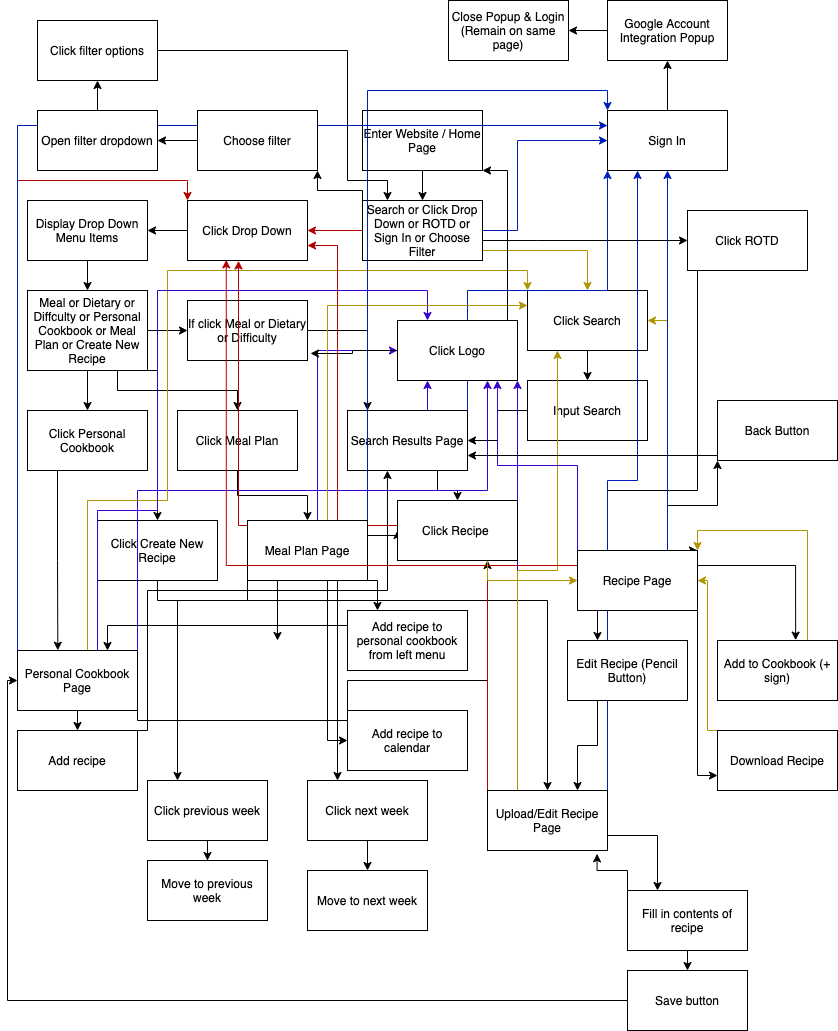 Close Popup & Login
(Remain on same
page)
Google Account
Integration Popup
Click filter options
Open filter dropdown
Choose filter
Enter Website / Home
Page
Sign In
Display Drop Down
Menu Items
Click Drop Down
Search or Click Drop
Down or ROTD or
Sign In or Choose
Filter
Click ROTD
Meal or Dietary or
Diffculty or Personal
Cookbook or Meal
Plan or Create New
Recipe
If click Meal or Dietary
or Difficulty
Click Logo
Click Search
Click Personal
Cookbook
Click Meal Plan
Search Results Page
Input Search
Back Button
Click Create New
Recipe
Meal Plan Page
Click Recipe
Recipe Page
Personal Cookbook
Page
Add recipe to
personal cookbook
from left menu
Edit Recipe (Pencil
Button)
Add to Cookbook (+
sign)
Add recipe
Add recipe to
calendar
Download Recipe
Click previous week
Click next week
Upload/Edit Recipe
Page
Move to previous
week
Move to next week
Fill in contents of
recipe
Save button